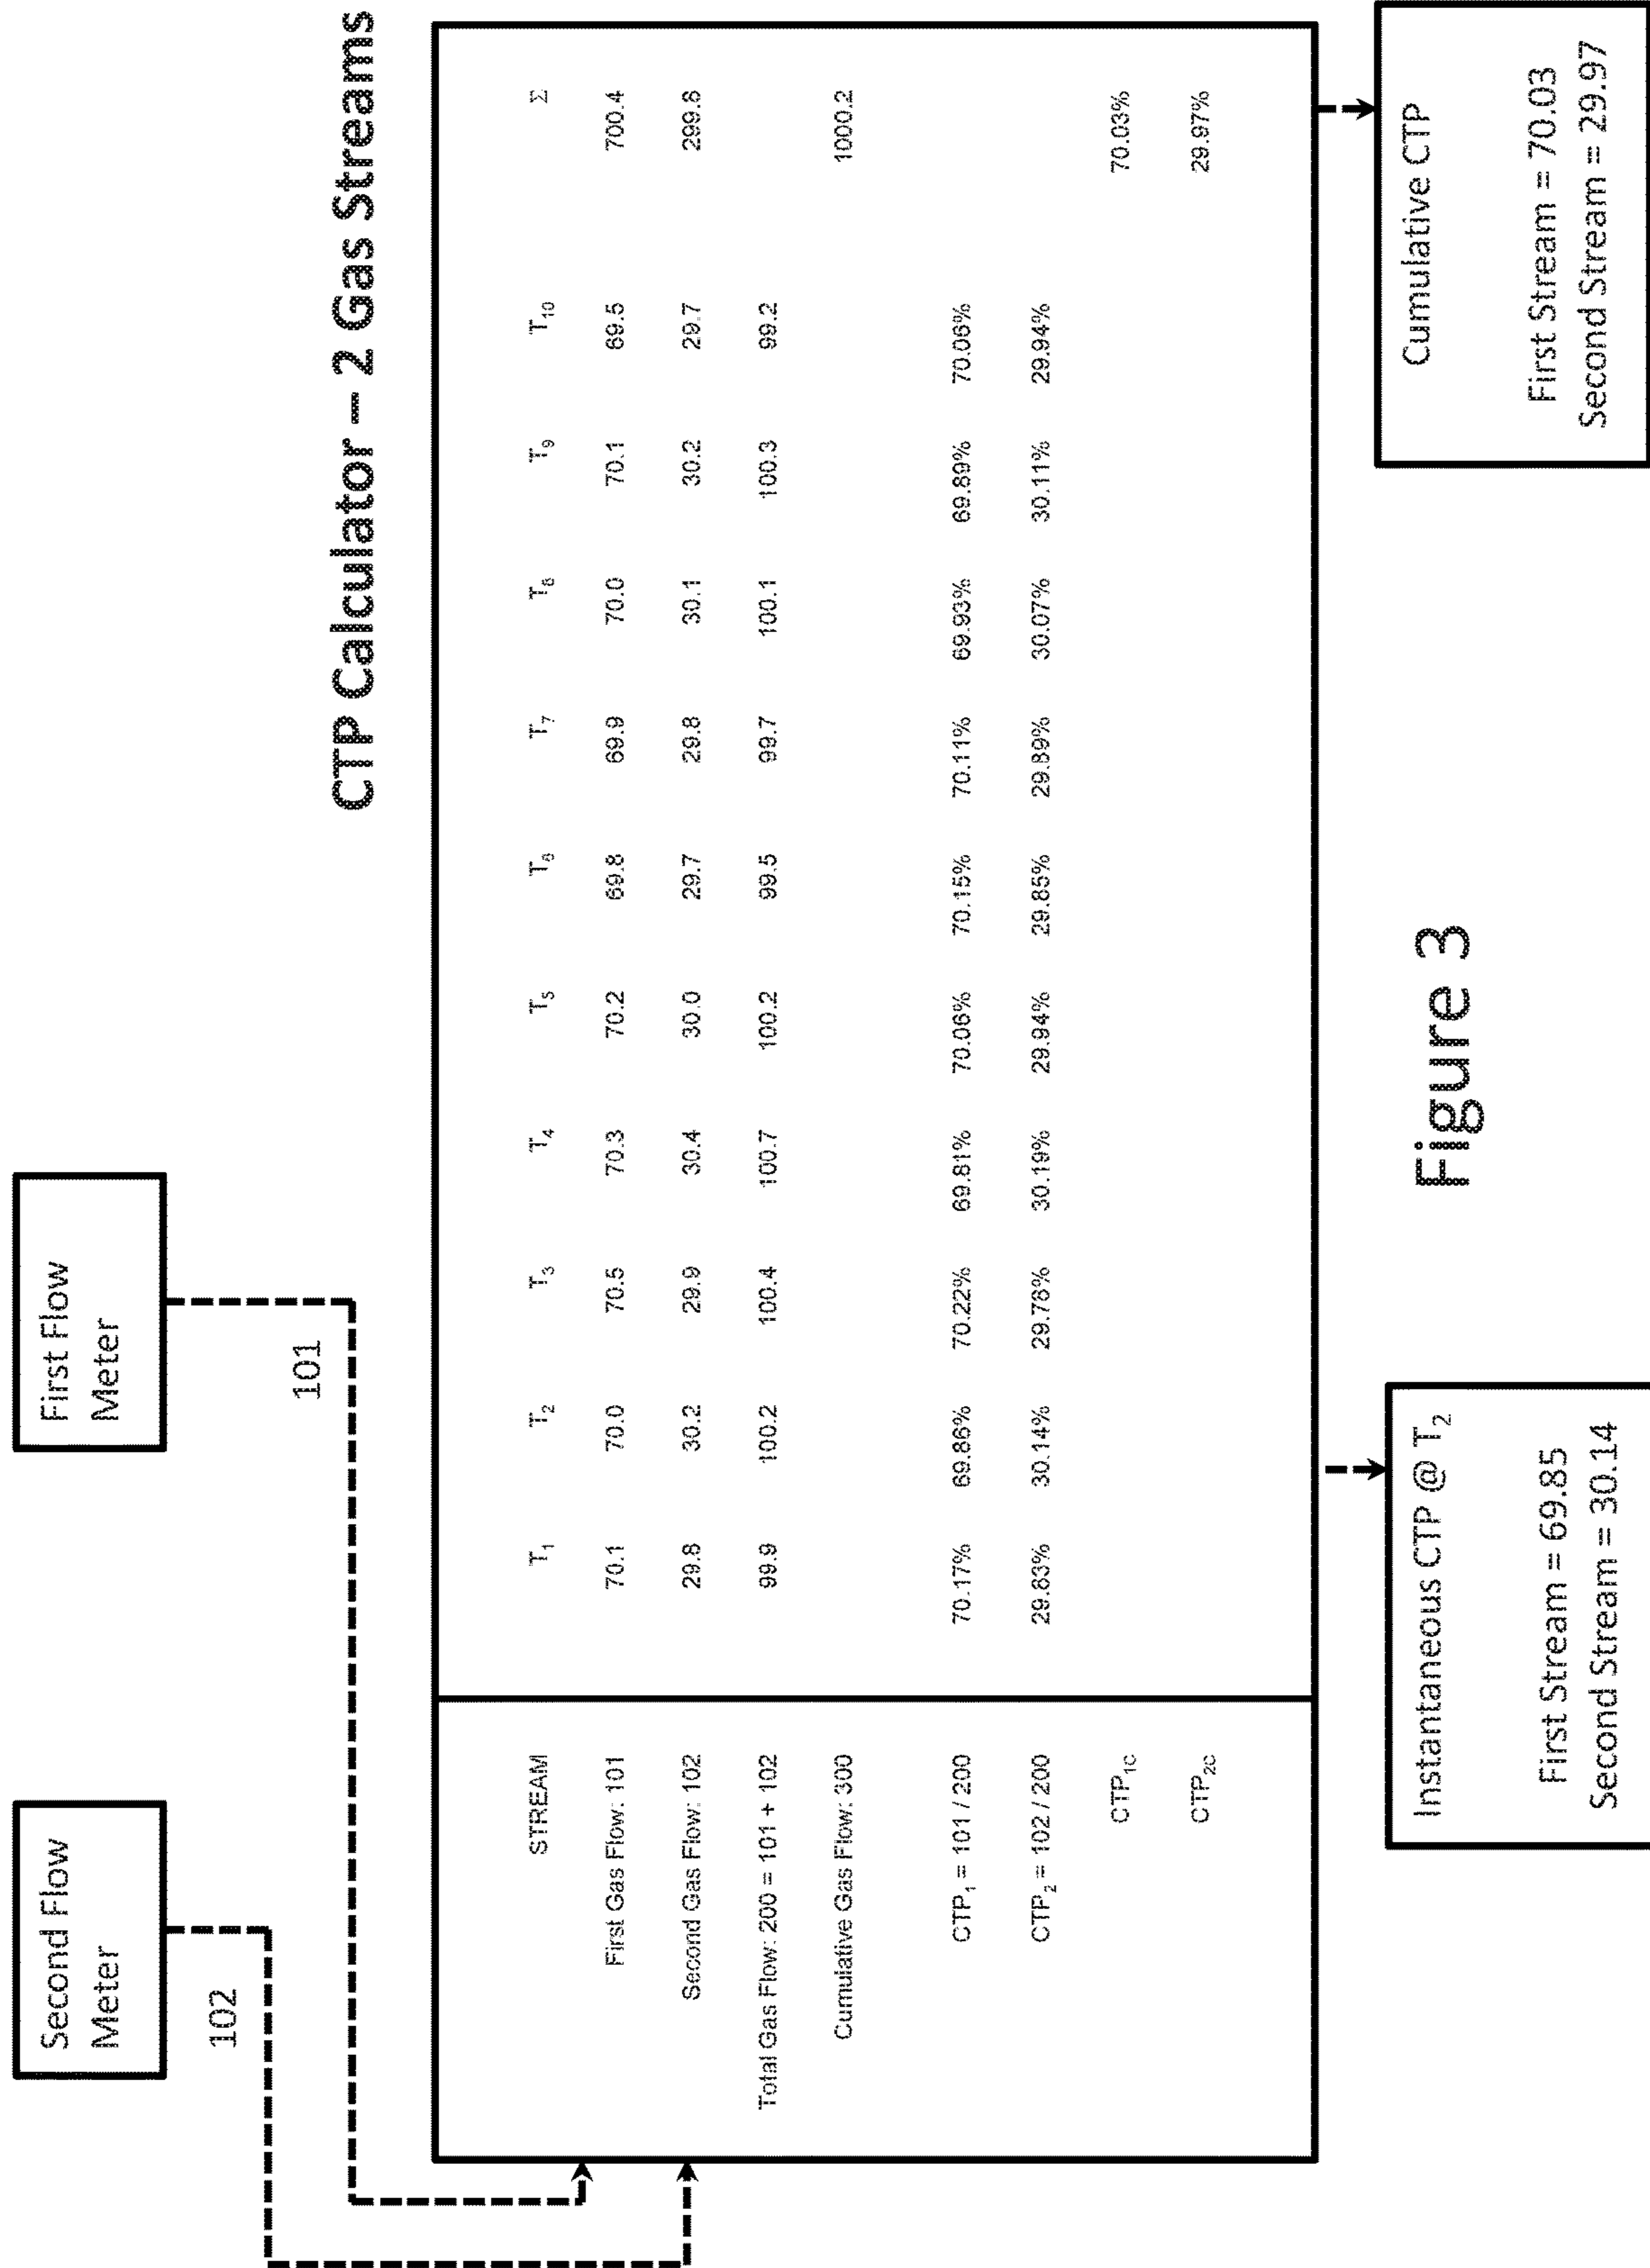 Second Flow
Meter
First Flow
Meter
102
101
CTP Calculator – 2 Gas Streams
STREAM T₁ T₂ T₃ T₄ T₅ T₆ T₇ T₈ T₉ T₁₀ Σ
First Gas Flow: 101 70.1 70.0 70.5 70.3 70.2 69.8 69.9 70.0 70.1 69.5 700.4
Second Gas Flow: 102 29.8 30.2 29.9 30.4 30.0 29.7 29.8 30.1 30.2 29.7 299.8
Total Gas Flow: 200 = 101 + 102 99.9 100.2 100.4 100.7 100.2 99.5 99.7 100.1 100.3 99.2
Cumulative Gas Flow: 300 1000.2
CTP₁ = 101 / 200 70.17% 69.86% 70.22% 69.81% 70.06% 70.15% 70.11% 69.93% 69.89% 70.06%
CTP₂ = 102 / 200 29.83% 30.14% 29.78% 30.19% 29.94% 29.85% 29.89% 30.07% 30.11% 29.94%
CTP₁C 70.03%
CTP₂C 29.97%
Instantaneous CTP @ T₂
First Stream = 69.85
Second Stream = 30.14
Cumulative CTP
First Stream = 70.03
Second Stream = 29.97
Figure 3